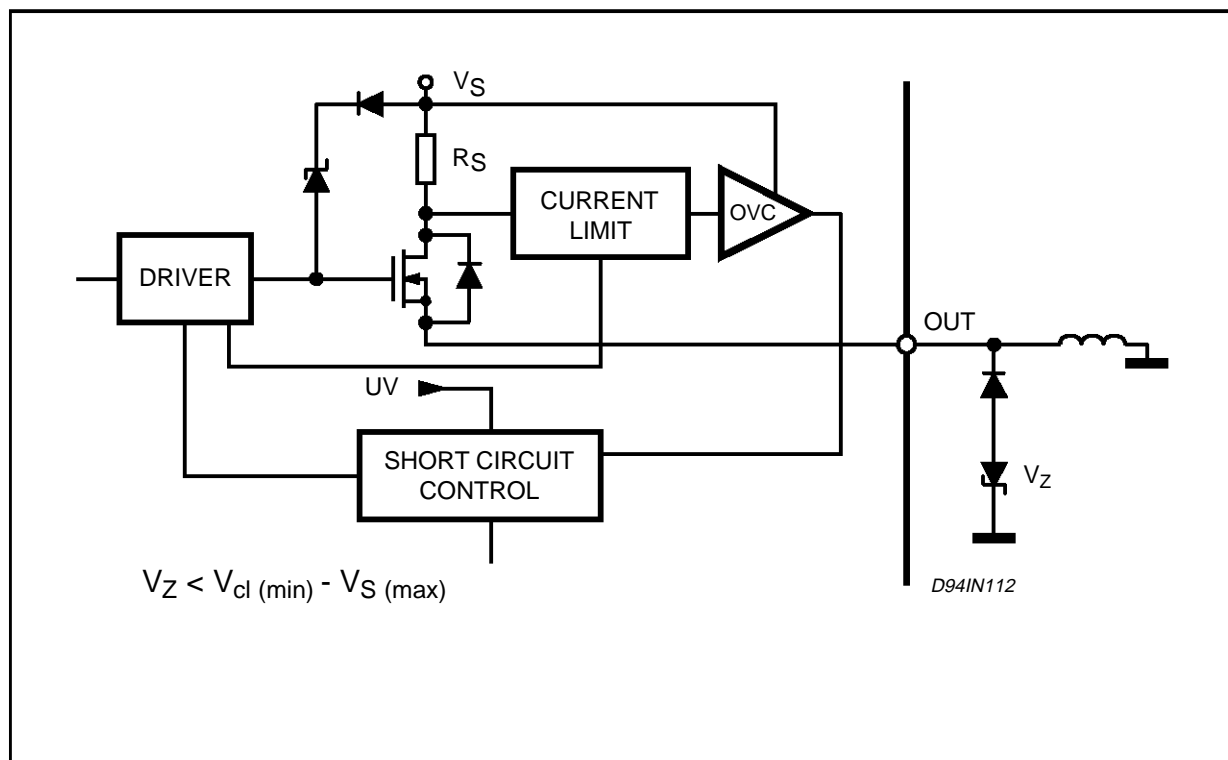 VS
RS
CURRENT
LIMIT
OVC
DRIVER
OUT
UV
SHORT CIRCUIT
CONTROL
VZ
VZ < Vcl (min) - VS (max)
D94IN112